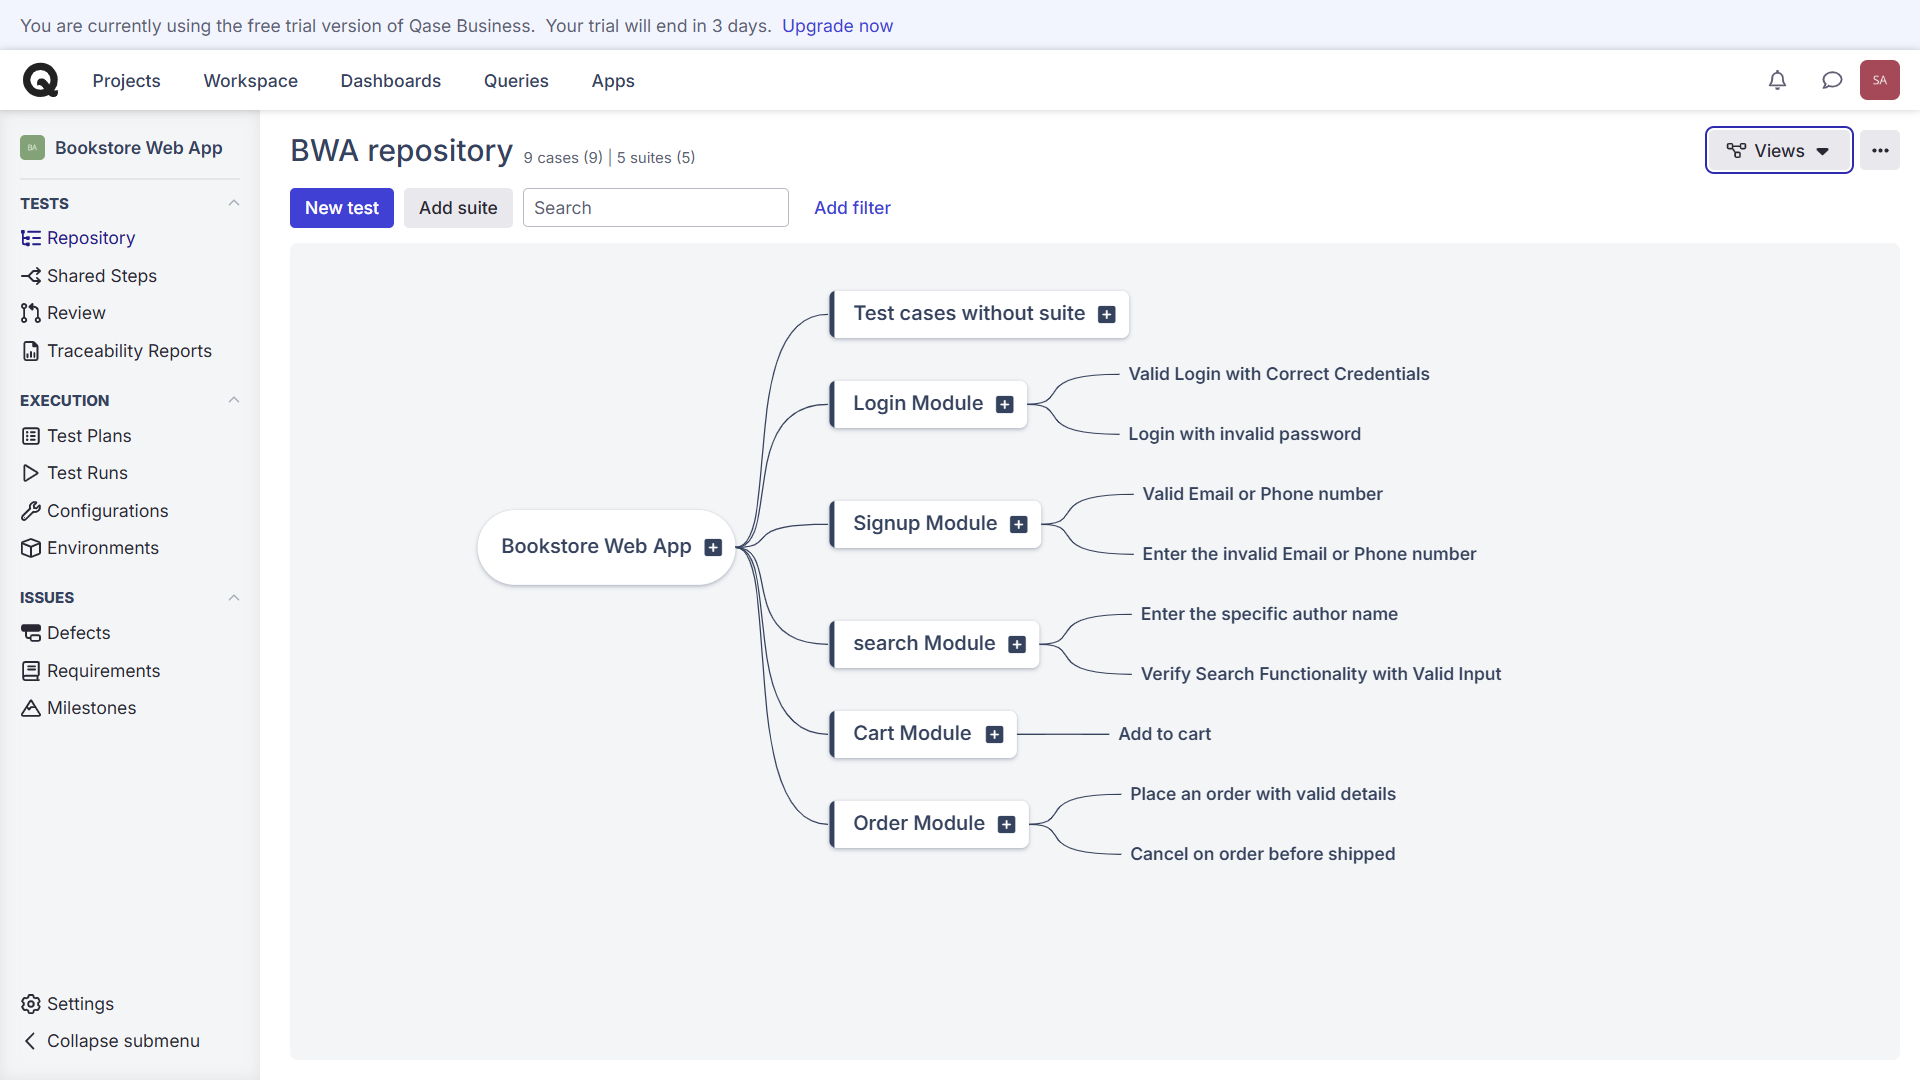 You are currently using the free trial version of Qase Business. Your trial will end in 3 days. Upgrade now
Projects Workspace Dashboards Queries Apps
SA
BA Bookstore Web App
TESTS
Repository
Shared Steps
Review
Traceability Reports
EXECUTION
Test Plans
Test Runs
Configurations
Environments
ISSUES
Defects
Requirements
Milestones
Settings
Collapse submenu
BWA repository 9 cases (9) | 5 suites (5)
Views
New test Add suite Search Add filter
Bookstore Web App
Test cases without suite
Login Module
Valid Login with Correct Credentials
Login with invalid password
Signup Module
Valid Email or Phone number
Enter the invalid Email or Phone number
search Module
Enter the specific author name
Verify Search Functionality with Valid Input
Cart Module
Add to cart
Order Module
Place an order with valid details
Cancel on order before shipped